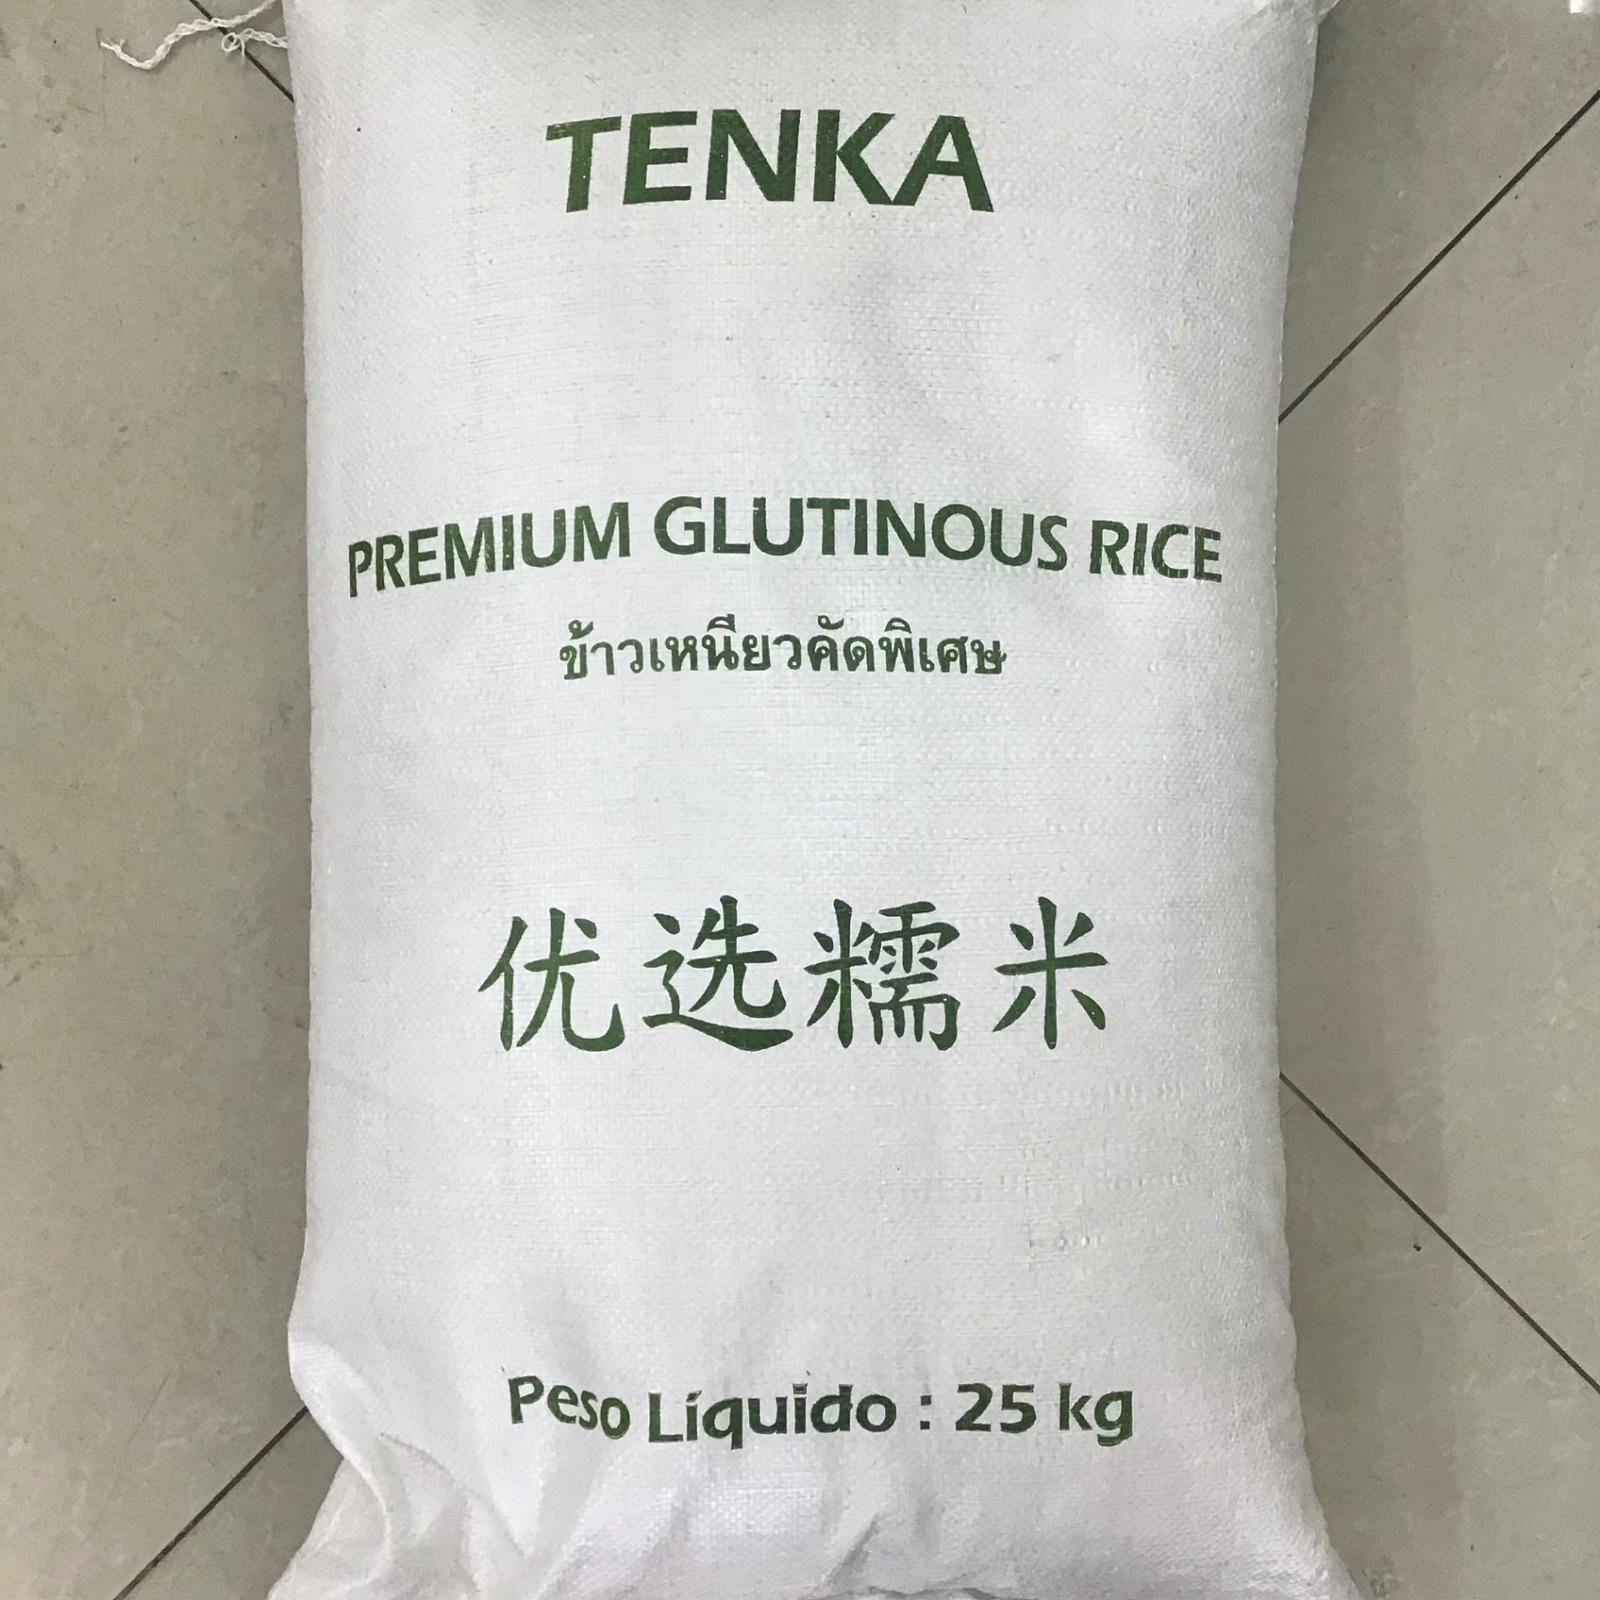 TENKA
PREMIUM GLUTINOUS RICE
ข้าวเหนียวคัดพิเศษ
优选糯米
Peso Líquido : 25 kg